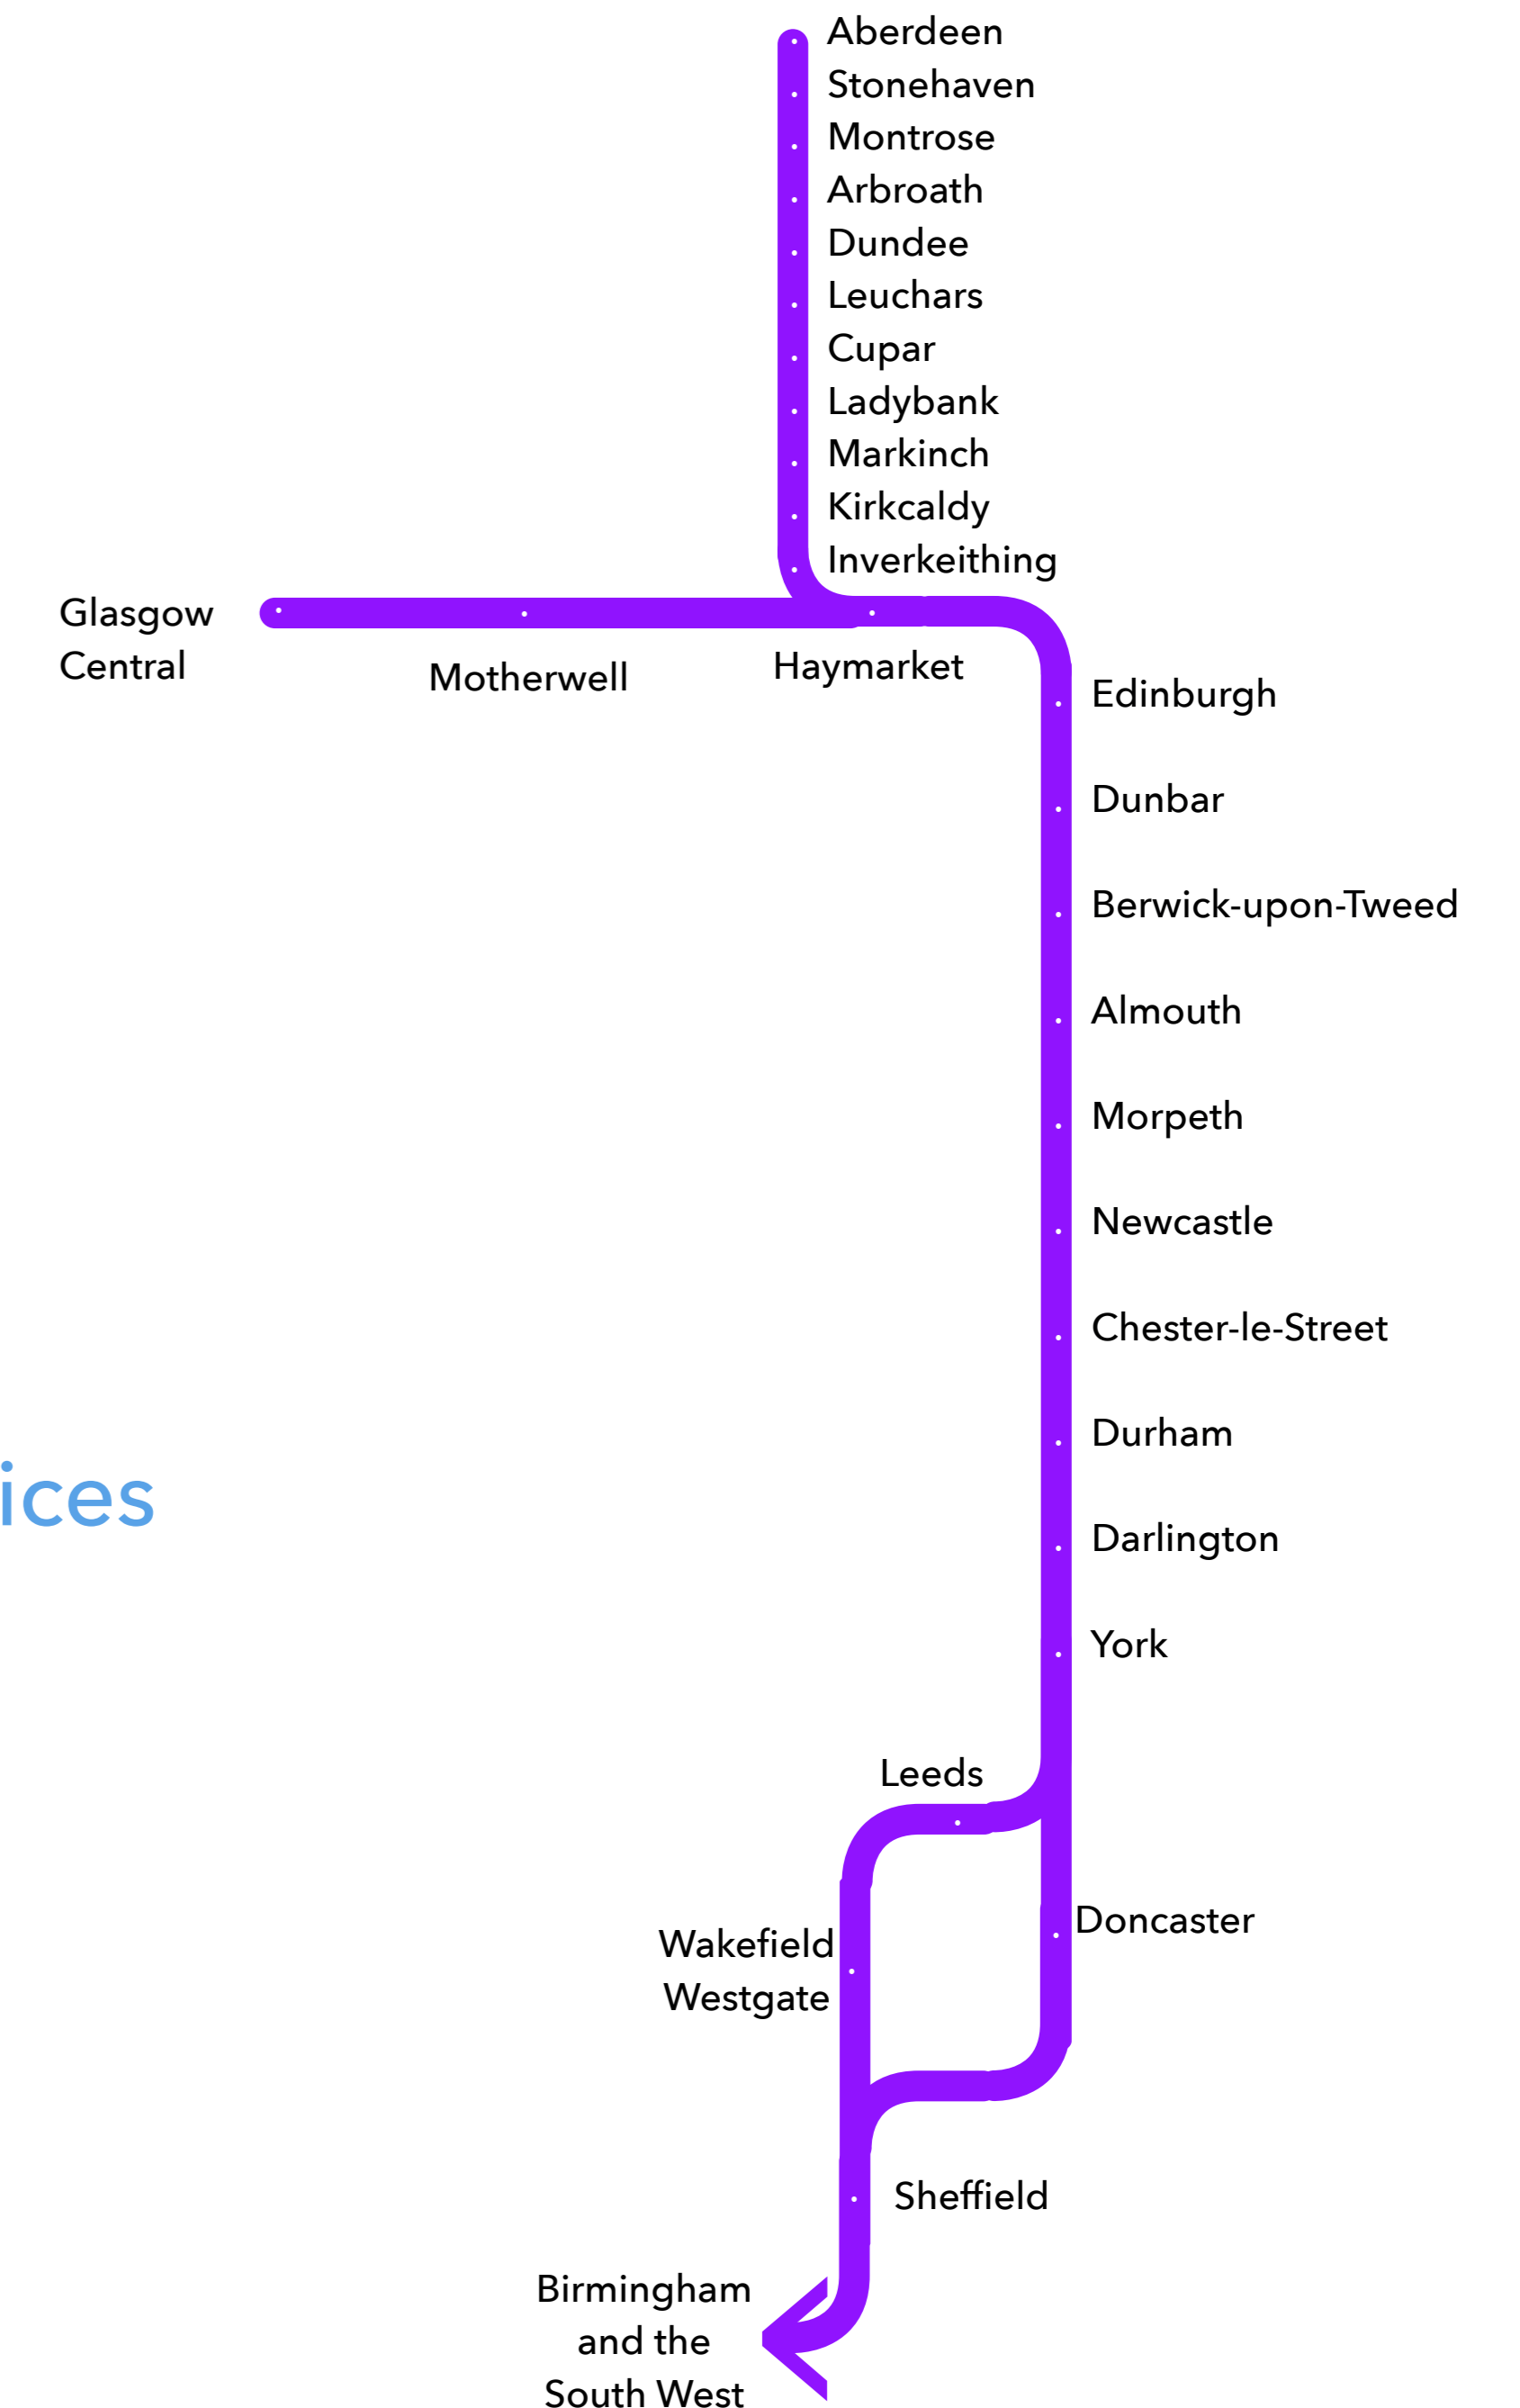 Aberdeen
Stonehaven
Montrose
Arbroath
Dundee
Leuchars
Cupar
Ladybank
Markinch
Kirkcaldy
Inverkeithing
Glasgow
Central
Motherwell
Haymarket
Edinburgh
Dunbar
Berwick-upon-Tweed
Almouth
Morpeth
Newcastle
Chester-le-Street
Durham
ices
Darlington
York
Leeds
Doncaster
Wakefield
Westgate
Sheffield
Birmingham
and the
South West